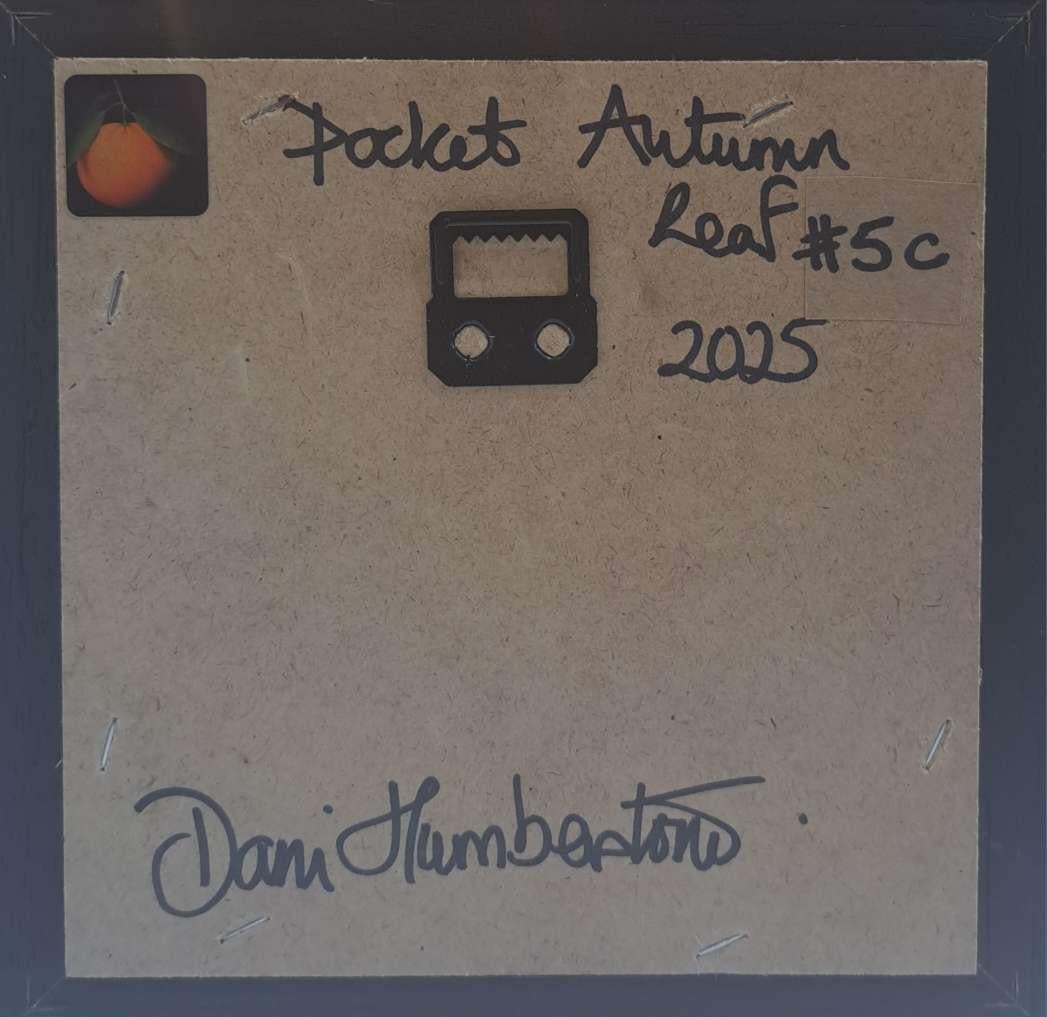 Pocket Autumn
Leaf #5c
2025
Dani Humberstone